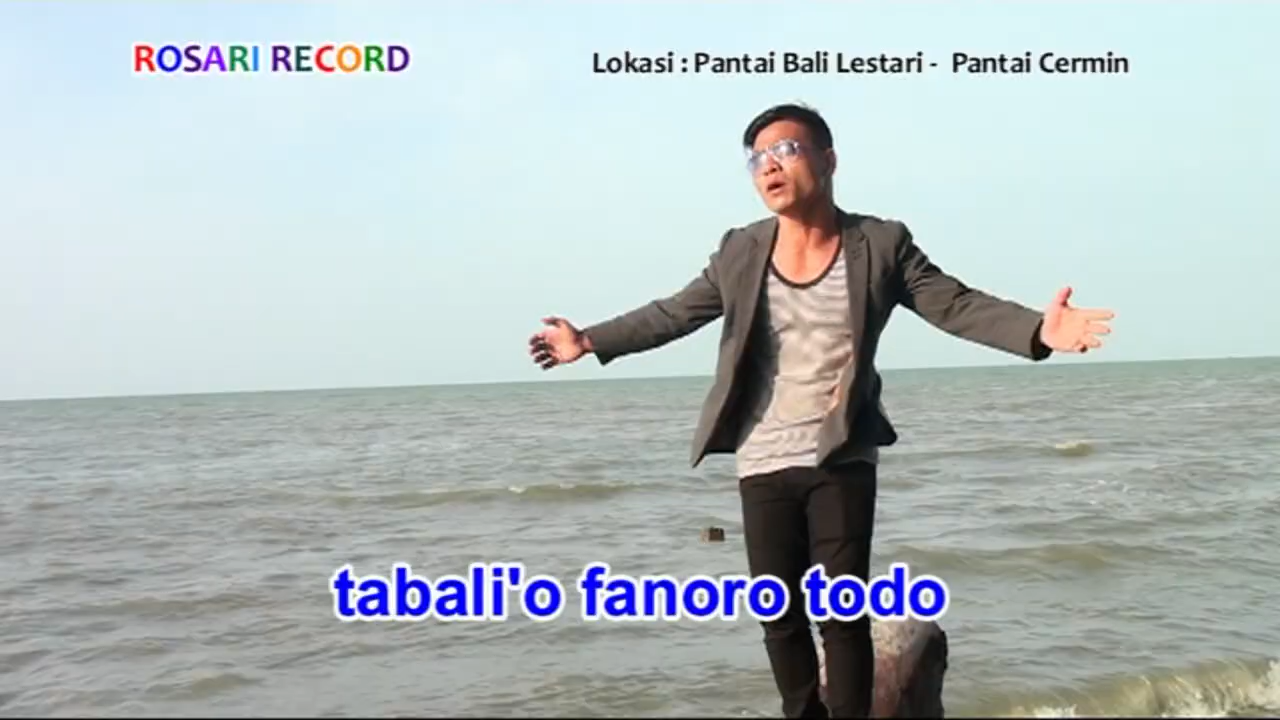 ROSARI RECORD
Lokasi : Pantai Bali Lestari - Pantai Cermin
tabali'o fanoro todo